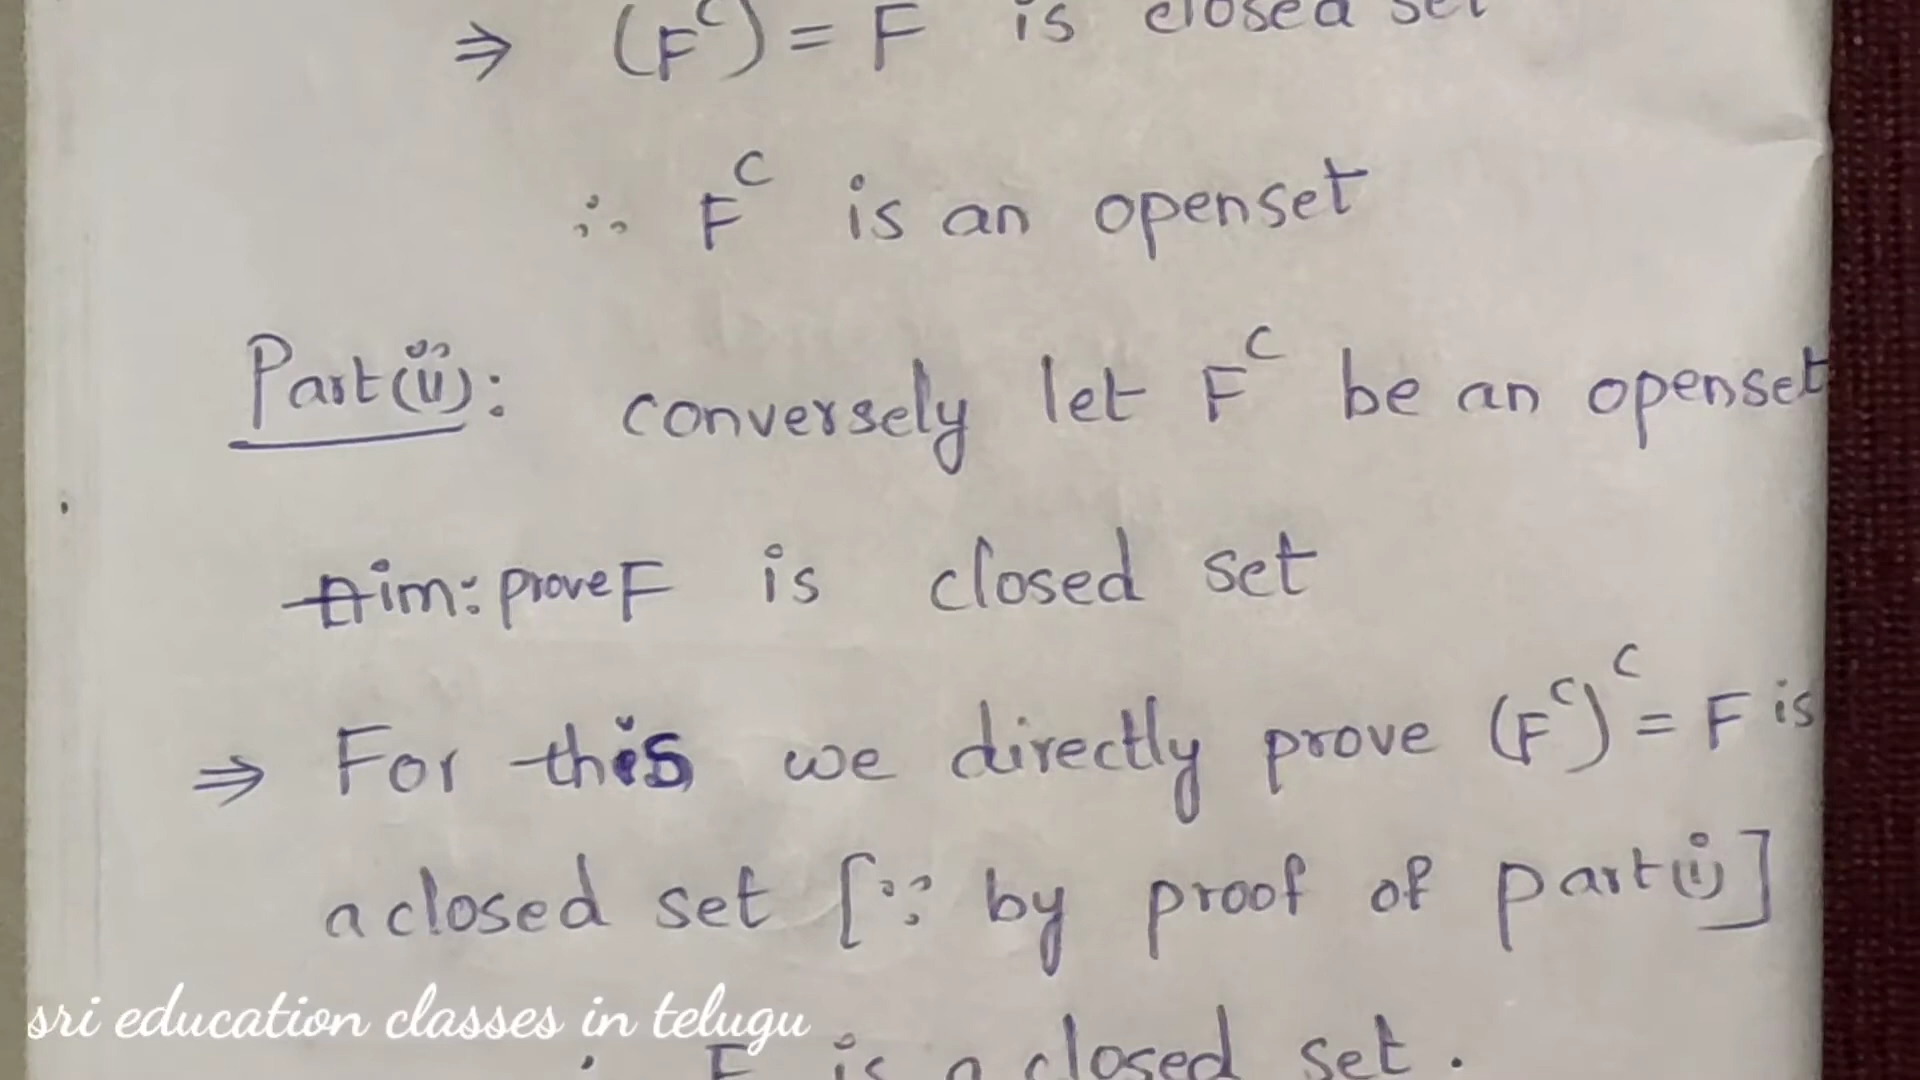 ⇒ (F^c) = F is closed set
∴ F^c is an openset
Part(ii): conversely let F^c be an openset
Aim: prove F is closed set
⇒ For this we directly prove (F^c)^c = F is
a closed set [∵ by proof of part(i)]
sri education classes in telugu
∴ F is a closed set.